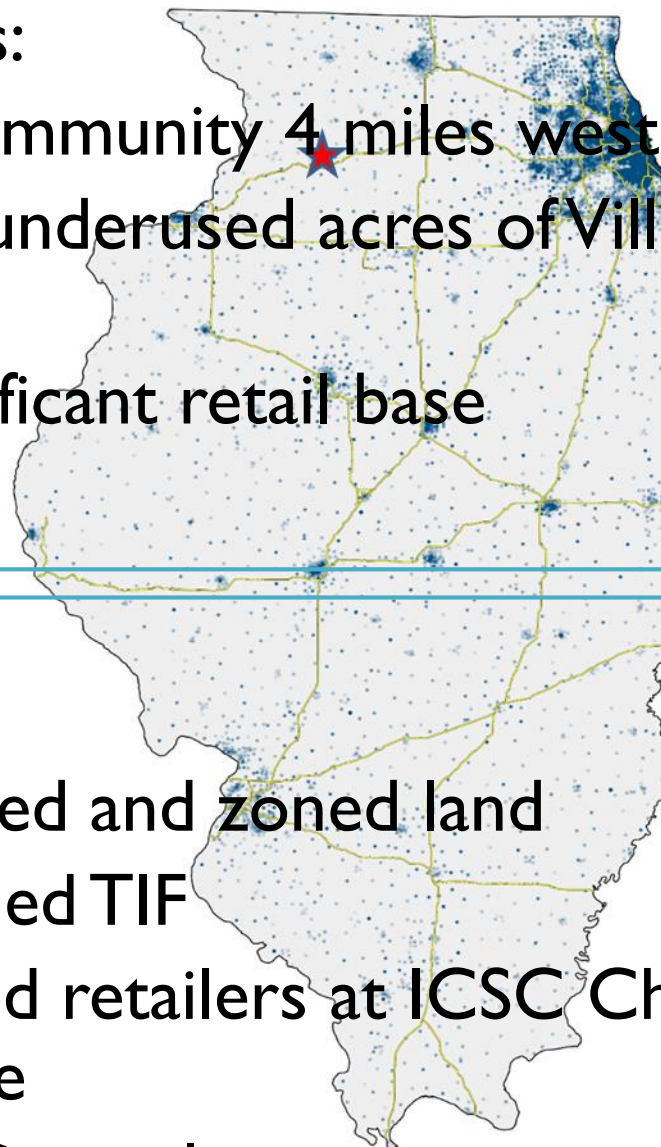 s:
mmunity 4 miles west
underused acres of Vill
ficant retail base
ed and zoned land
ed TIF
d retailers at ICSC Ch
e